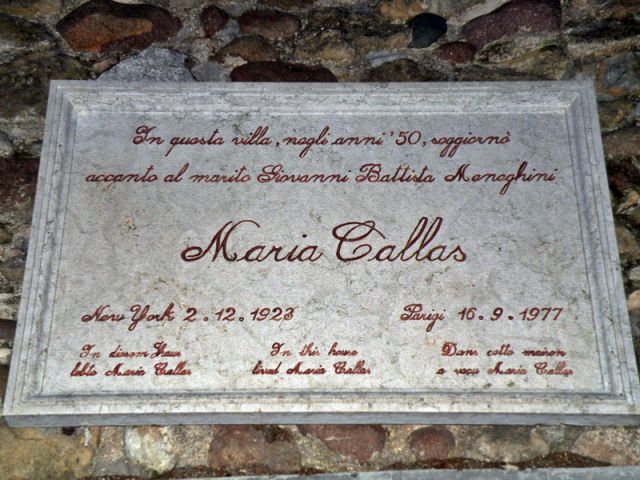 In questa villa, negli anni '50, soggiornò
accanto al marito Giovanni Battista Meneghini
Maria Callas
New York 2.12.1923
Parigi 16.9.1977
In diesem Haus
lebte Maria Callas
In this house
lived Maria Callas
Dans cette maison
a vecu Maria Callas